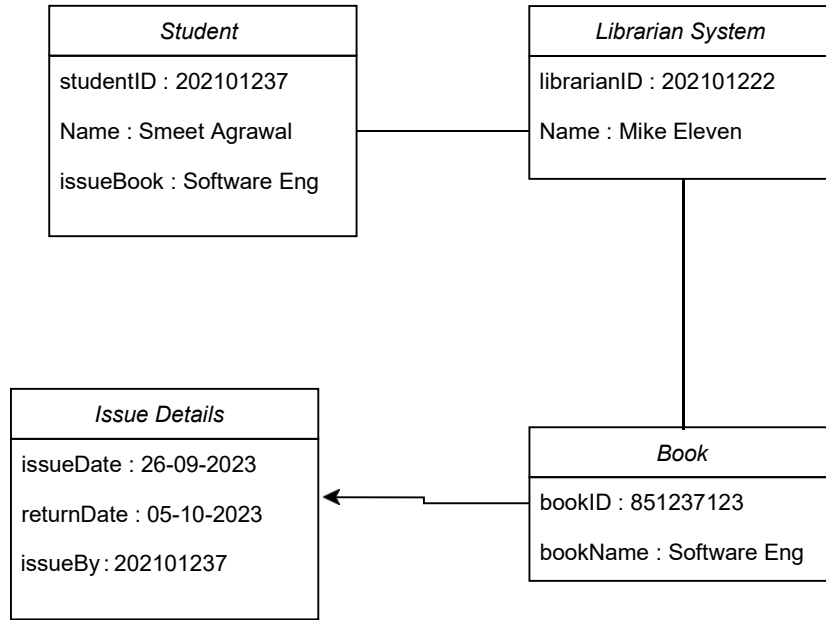 Student
studentID : 202101237
Name : Smeet Agrawal
issueBook : Software Eng
Librarian System
librarianID : 202101222
Name : Mike Eleven
Issue Details
issueDate : 26-09-2023
returnDate : 05-10-2023
issueBy : 202101237
Book
bookID : 851237123
bookName : Software Eng